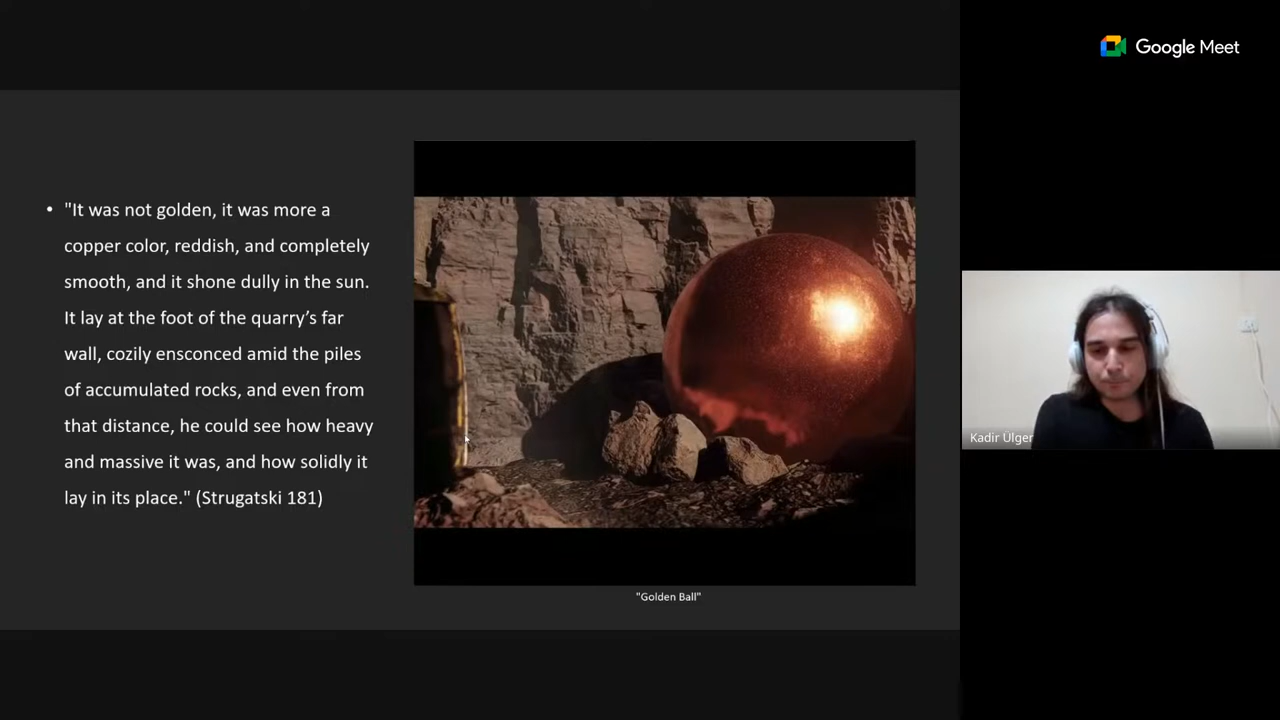 Google Meet
• "It was not golden, it was more a
copper color, reddish, and completely
smooth, and it shone dully in the sun.
It lay at the foot of the quarry’s far
wall, cozily ensconced amid the piles
of accumulated rocks, and even from
that distance, he could see how heavy
and massive it was, and how solidly it
lay in its place." (Strugatski 181)
"Golden Ball"
Kadir Ülger